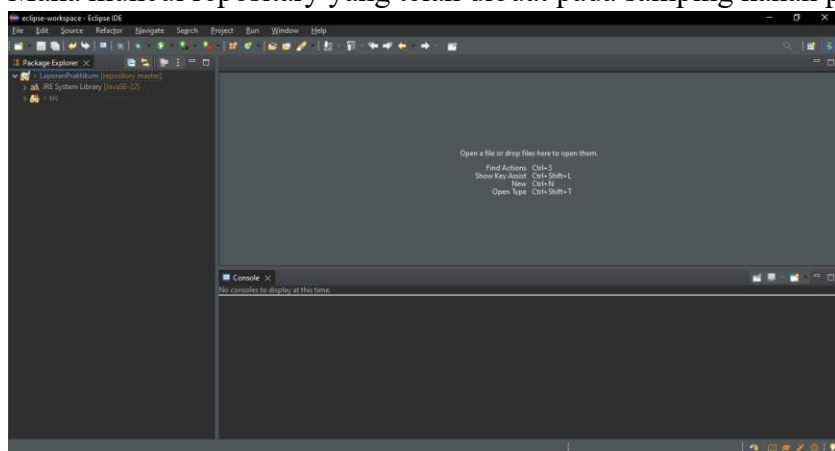 Maka muncul repositary yang telah dibuat pada samping kanan p
eclipse-workspace - Eclipse IDE
File Edit Source Refactor Navigate Search Project Run Window Help
Package Explorer
> LaporanPraktikum [repository master]
JRE System Library [JavaSE-22]
> src
Open a file or drop files here to open them.
Find Actions Ctrl+3
Show Key Assist Ctrl+Shift+L
New Ctrl+N
Open Type Ctrl+Shift+T
Console
No consoles to display at this time.